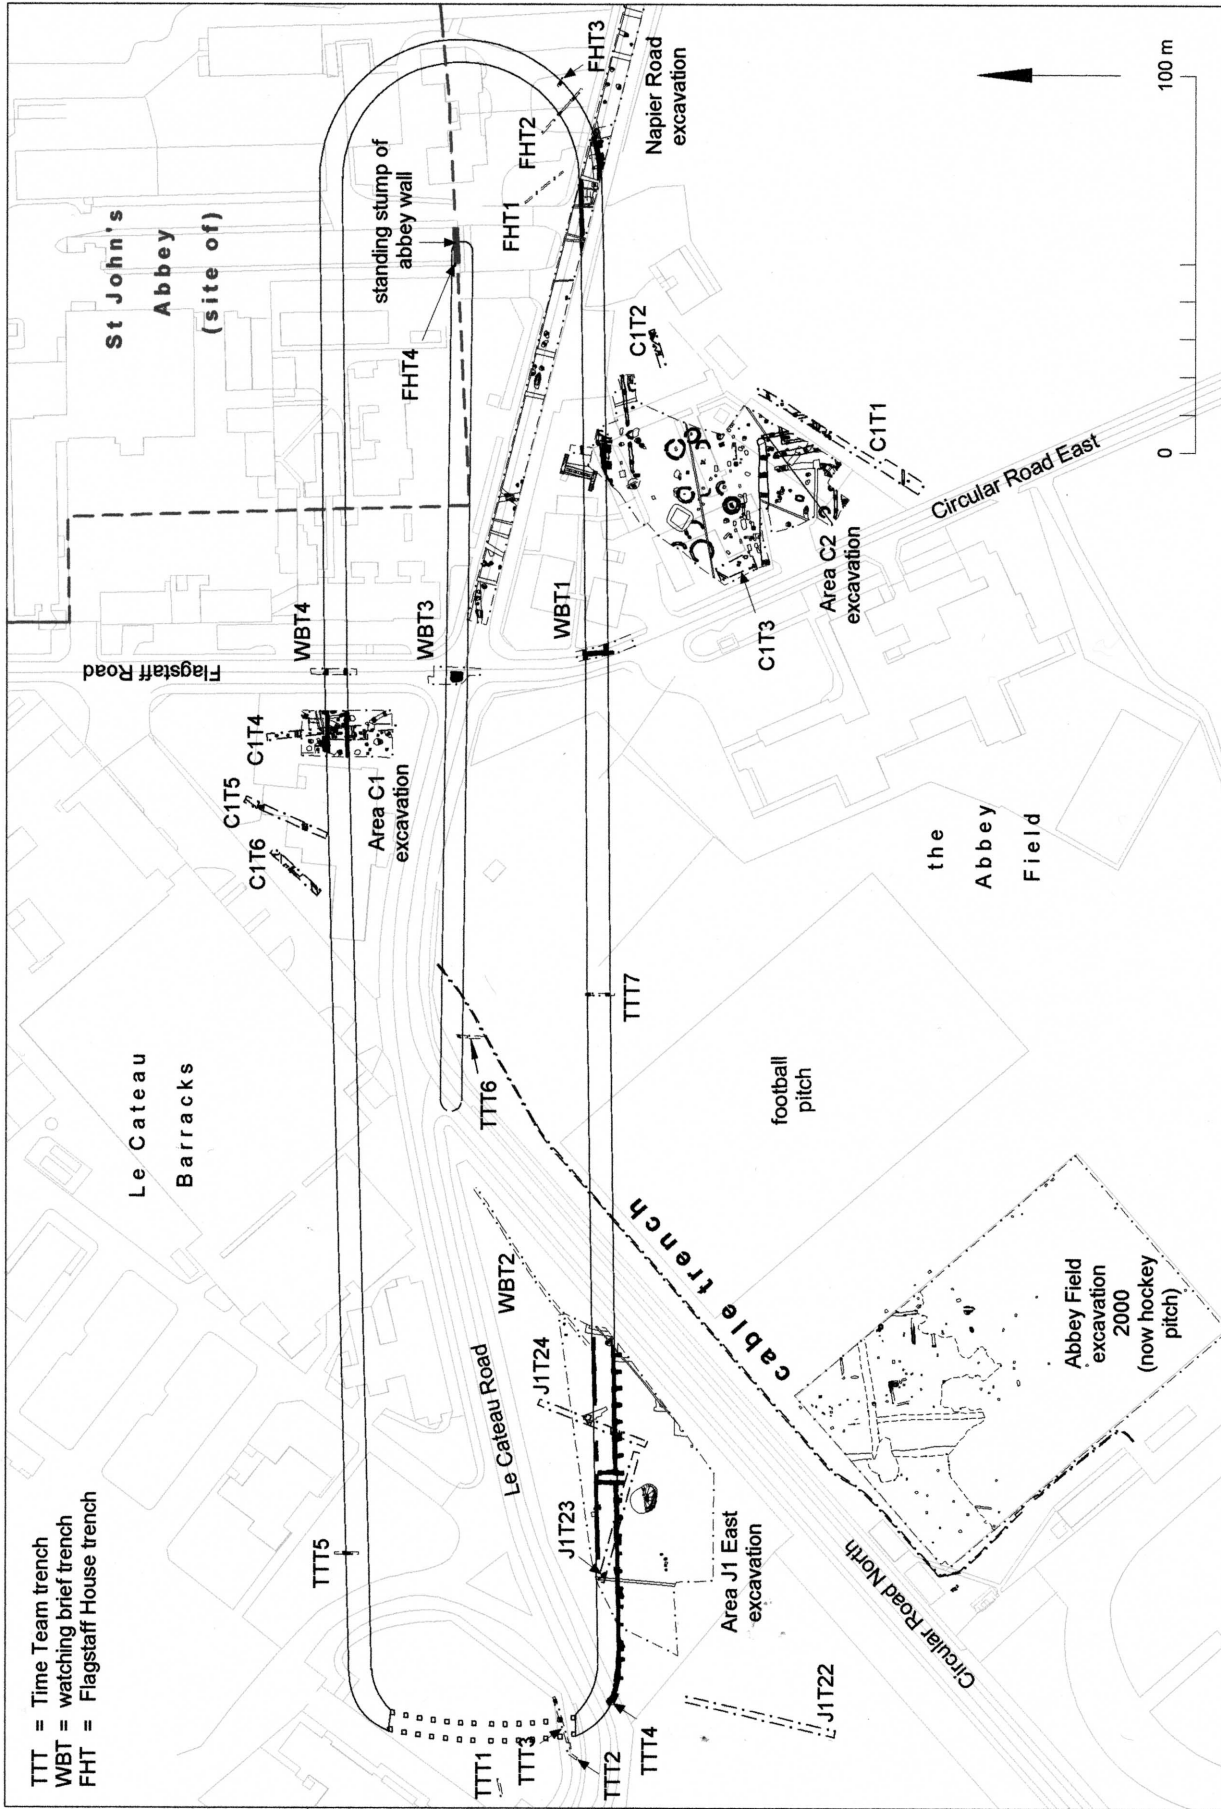 TTT = Time Team trench
WBT = watching brief trench
FHT = Flagstaff House trench
Le Cateau
Barracks
St John's
Abbey
(site of)
Flagstaff Road
C1T6
C1T5
C1T4
WBT4
TTT5
Area C1
excavation
WBT3
FHT4
standing stump of
abbey wall
FHT1
FHT2
FHT3
Napier Road
excavation
Le Cateau Road
WBT2
TTT6
TTT1
TTT3
TTT2
TTT4
J1T23
J1T24
TTT7
WBT1
C1T2
C1T1
C1T3
Area C2
excavation
Circular Road East
J1T22
Area J1 East
excavation
cable trench
Circular Road North
football
pitch
the
Abbey
Field
Abbey Field
excavation
2000
(now hockey
pitch)
0
100 m